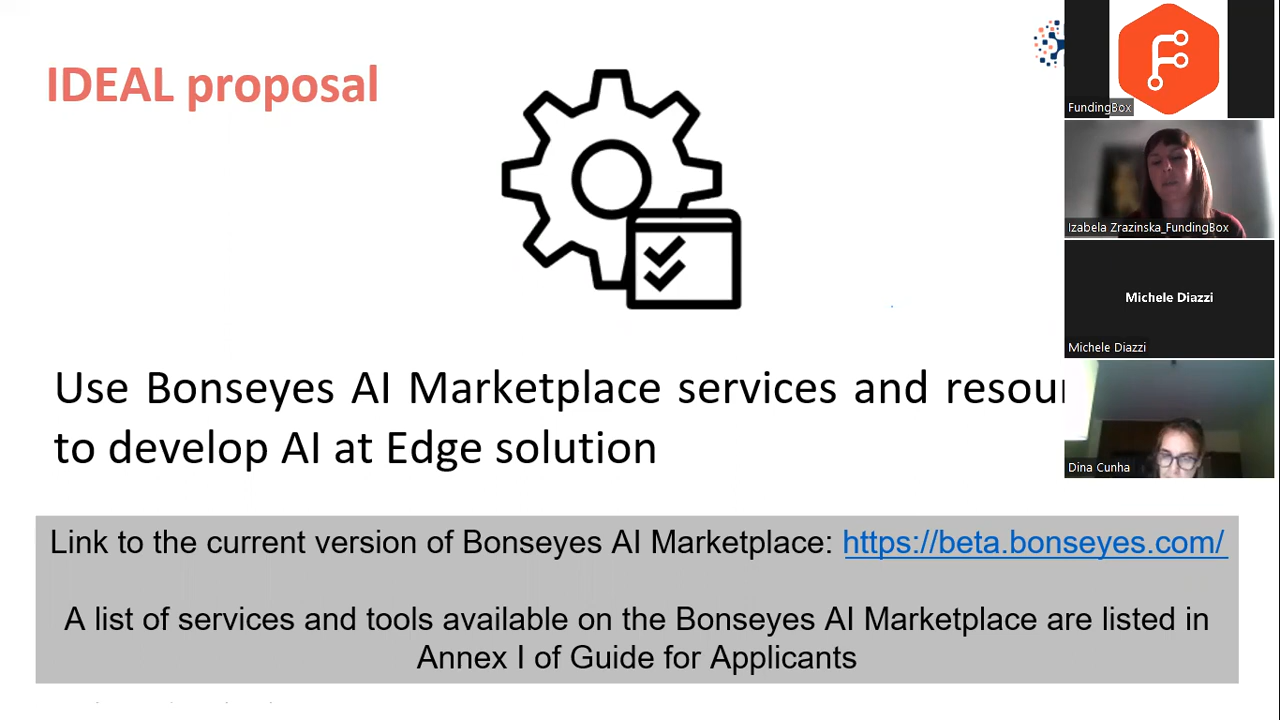 IDEAL proposal
Use Bonseyes AI Marketplace services and
to develop AI at Edge solution
Link to the current version of Bonseyes AI Marketplace: https://beta.bonseyes.com/
A list of services and tools available on the Bonseyes AI Marketplace are listed in
Annex I of Guide for Applicants
FundingBox
Izabela Zrazinska_FundingBox
Michele Diazzi
Michele Diazzi
Dina Cunha